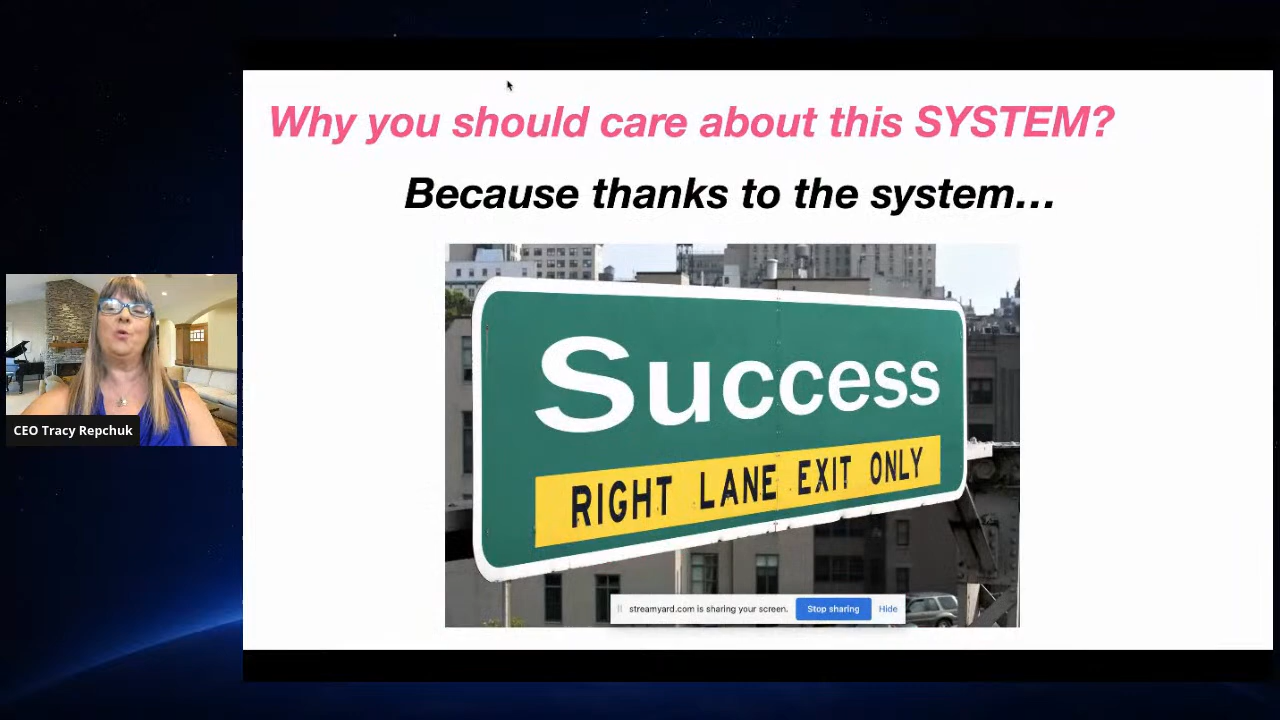 Why you should care about this SYSTEM?
Because thanks to the system...
Success
RIGHT LANE EXIT ONLY
streamyard.com is sharing your screen.
Stop sharing
Hide
CEO Tracy Repchuk